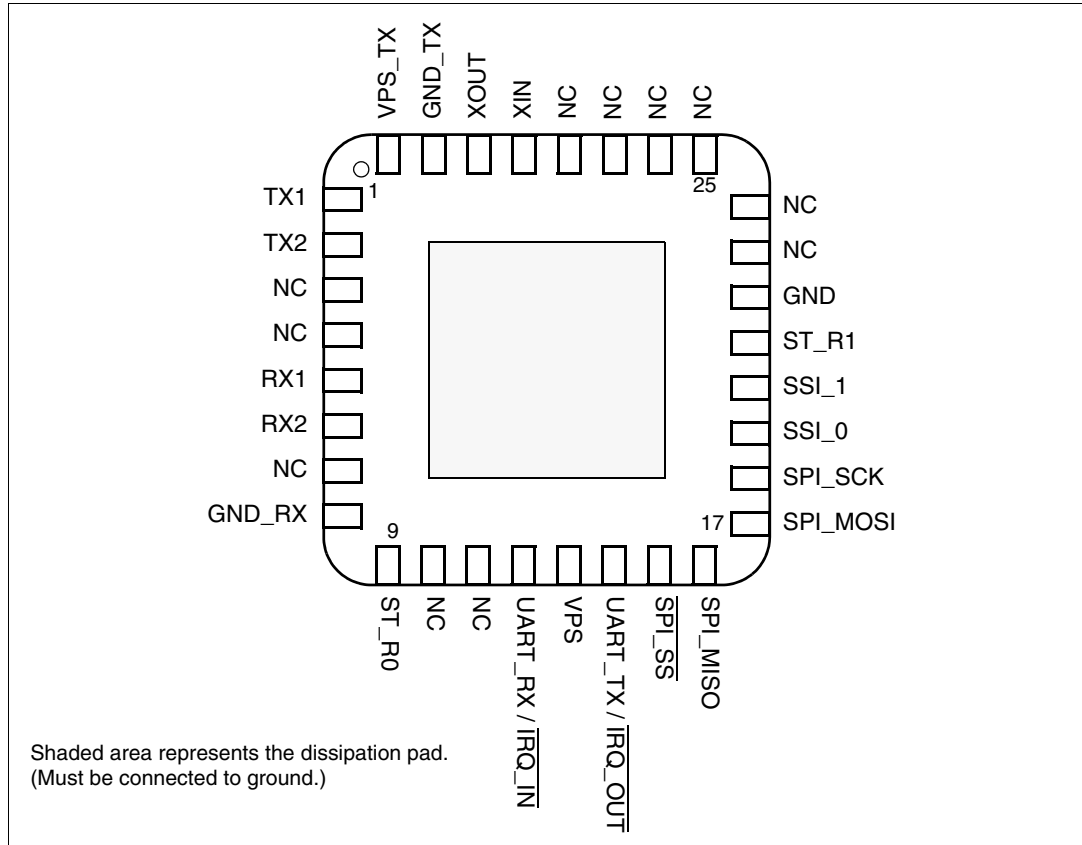 VPS_TX
GND_TX
XOUT
XIN
NC
NC
NC
NC
1
25
TX1
TX2
NC
NC
RX1
RX2
NC
GND_RX
NC
NC
GND
ST_R1
SSI_1
SSI_0
SPI_SCK
SPI_MOSI
9
17
ST_R0
NC
NC
UART_RX / IRQ_IN
VPS
UART_TX / IRQ_OUT
SPI_SS
SPI_MISO
Shaded area represents the dissipation pad.
(Must be connected to ground.)